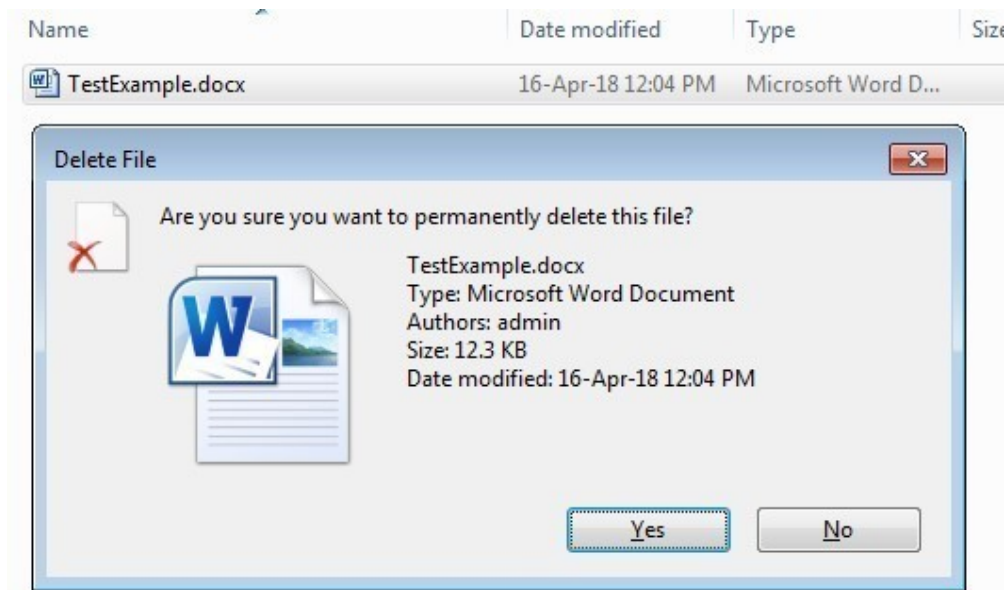 Name Date modified Type Size
TestExample.docx 16-Apr-18 12:04 PM Microsoft Word D...
Delete File
Are you sure you want to permanently delete this file?
TestExample.docx
Type: Microsoft Word Document
Authors: admin
Size: 12.3 KB
Date modified: 16-Apr-18 12:04 PM
Yes No